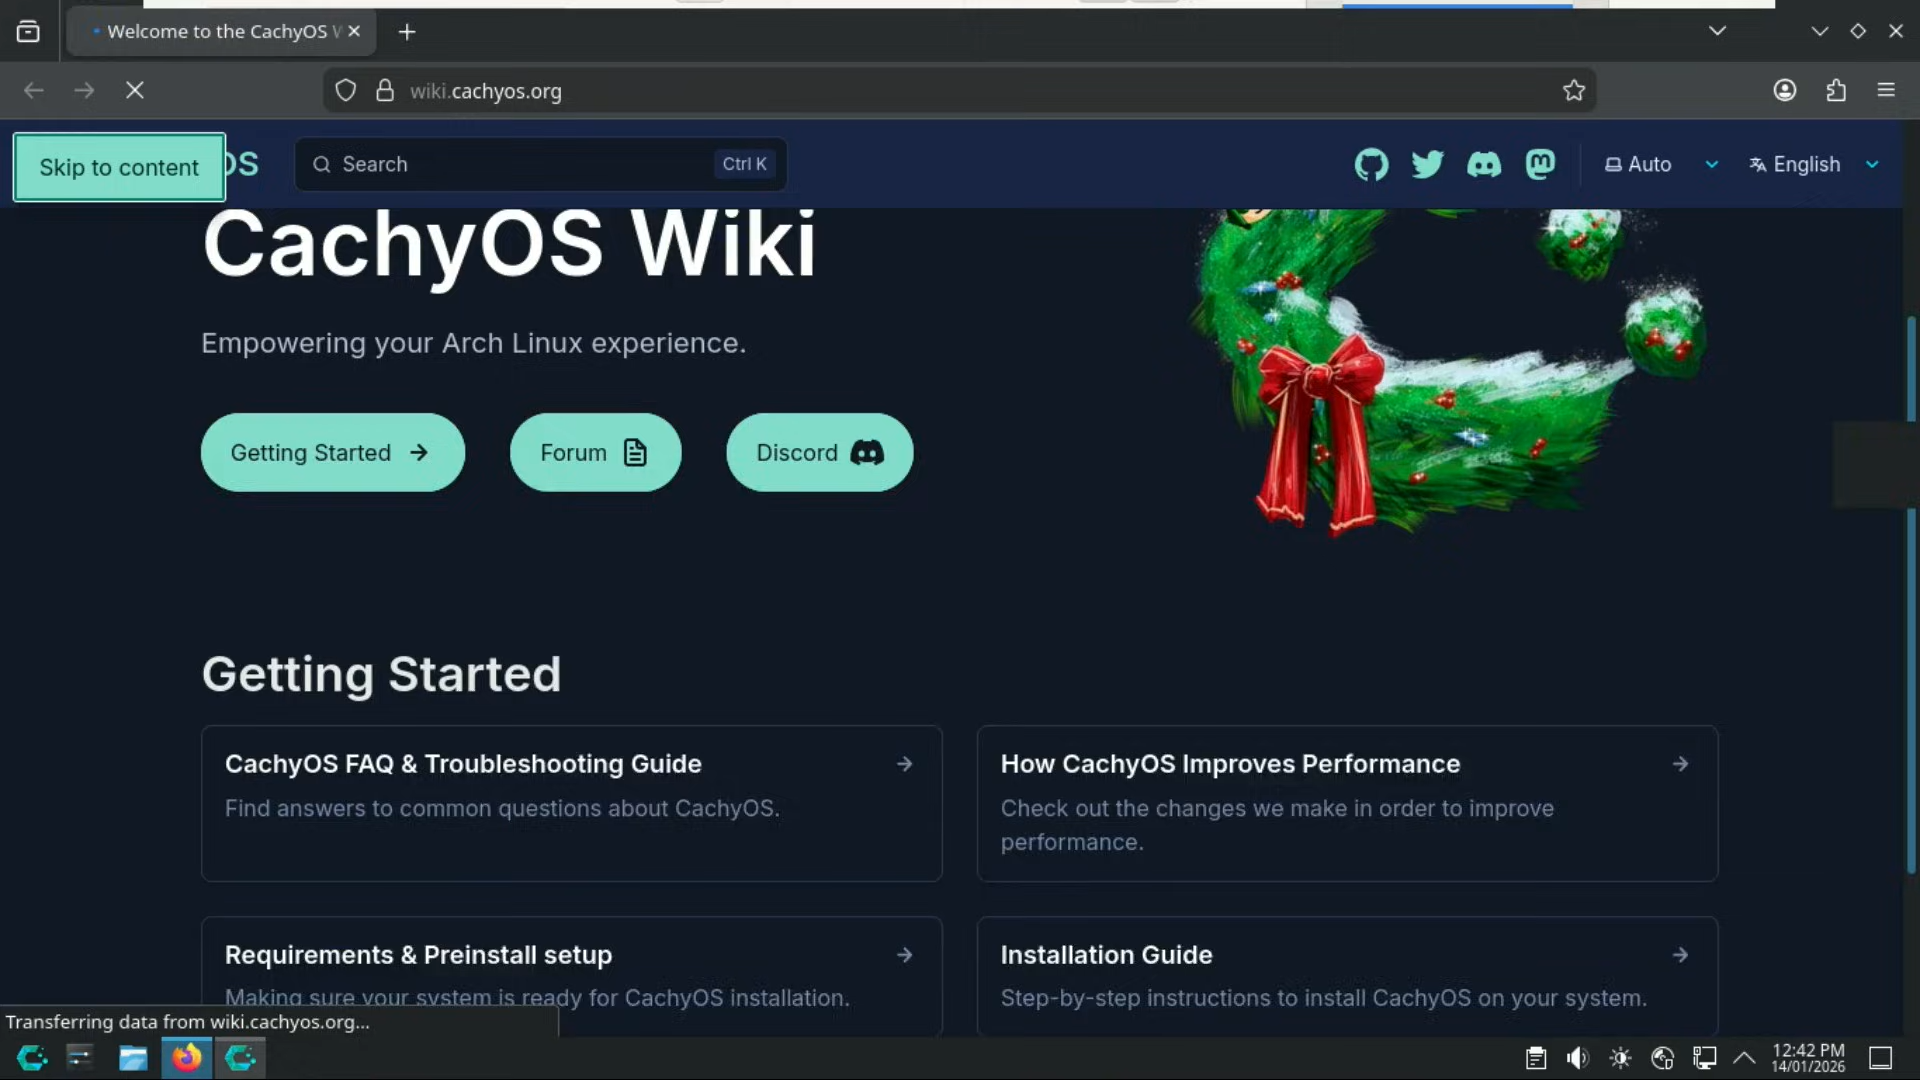 Welcome to the CachyOS
wiki.cachyos.org
Skip to content
OS
Search
Ctrl K
Auto
English
CachyOS Wiki
Empowering your Arch Linux experience.
Getting Started
Forum
Discord
Getting Started
CachyOS FAQ & Troubleshooting Guide
Find answers to common questions about CachyOS.
How CachyOS Improves Performance
Check out the changes we make in order to improve
performance.
Requirements & Preinstall setup
Making sure your system is ready for CachyOS installation.
Installation Guide
Step-by-step instructions to install CachyOS on your system.
Transferring data from wiki.cachyos.org...
12:42 PM
14/01/2026